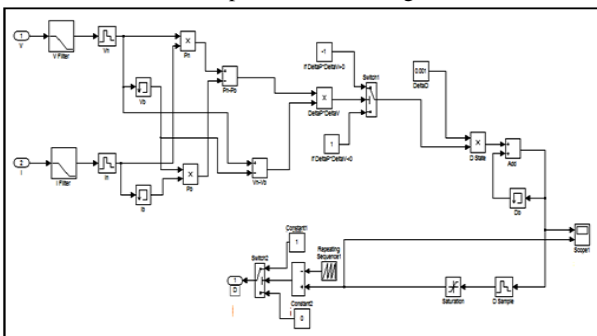 1
V
V Filter
Vn
Vb
Pn
Pn-Pb
-1
If DeltaP*DeltaV>0
Switch1
DeltaP*DeltaV
1
If DeltaP*DeltaV<0
0.001
DeltaD
D State
Add
Db
2
I
I Filter
In
Ib
Pb
Vn-Vb
Scope1
Constant1
1
Switch2
Repeating
Sequence1
1
D
Constant2
0
Saturation
D Sample